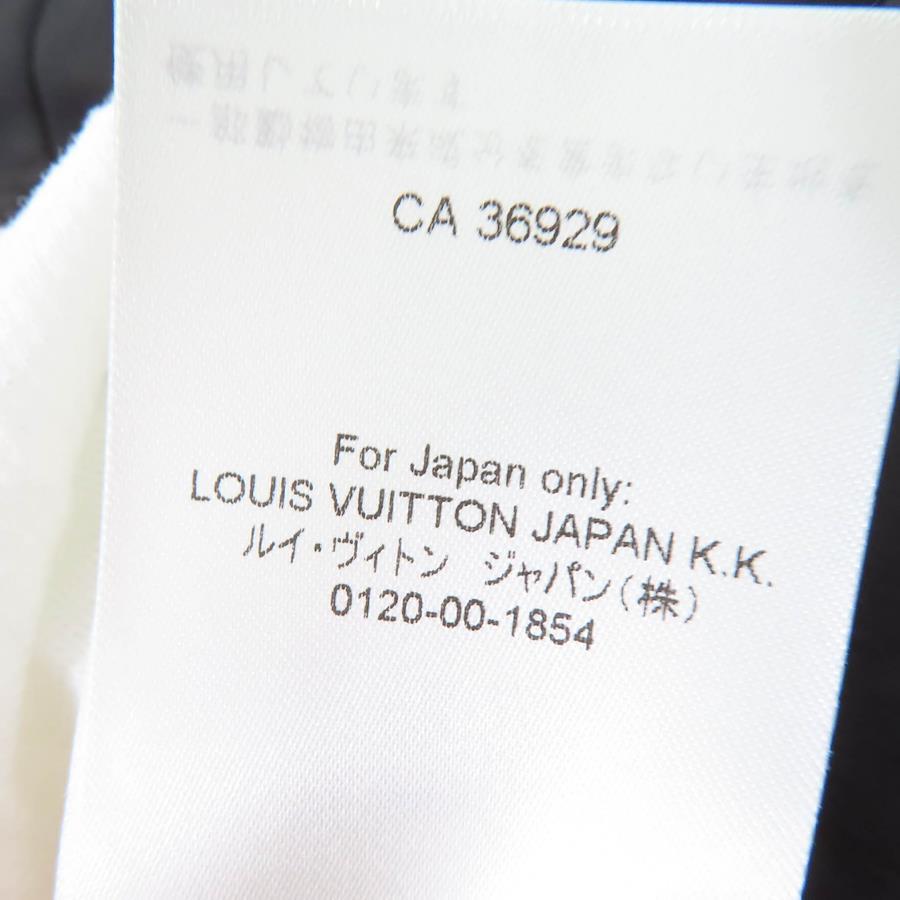 CA 36929
For Japan only:
LOUIS VUITTON JAPAN K.K.
ルイ・ヴィトン ジャパン(株)
0120-00-1854